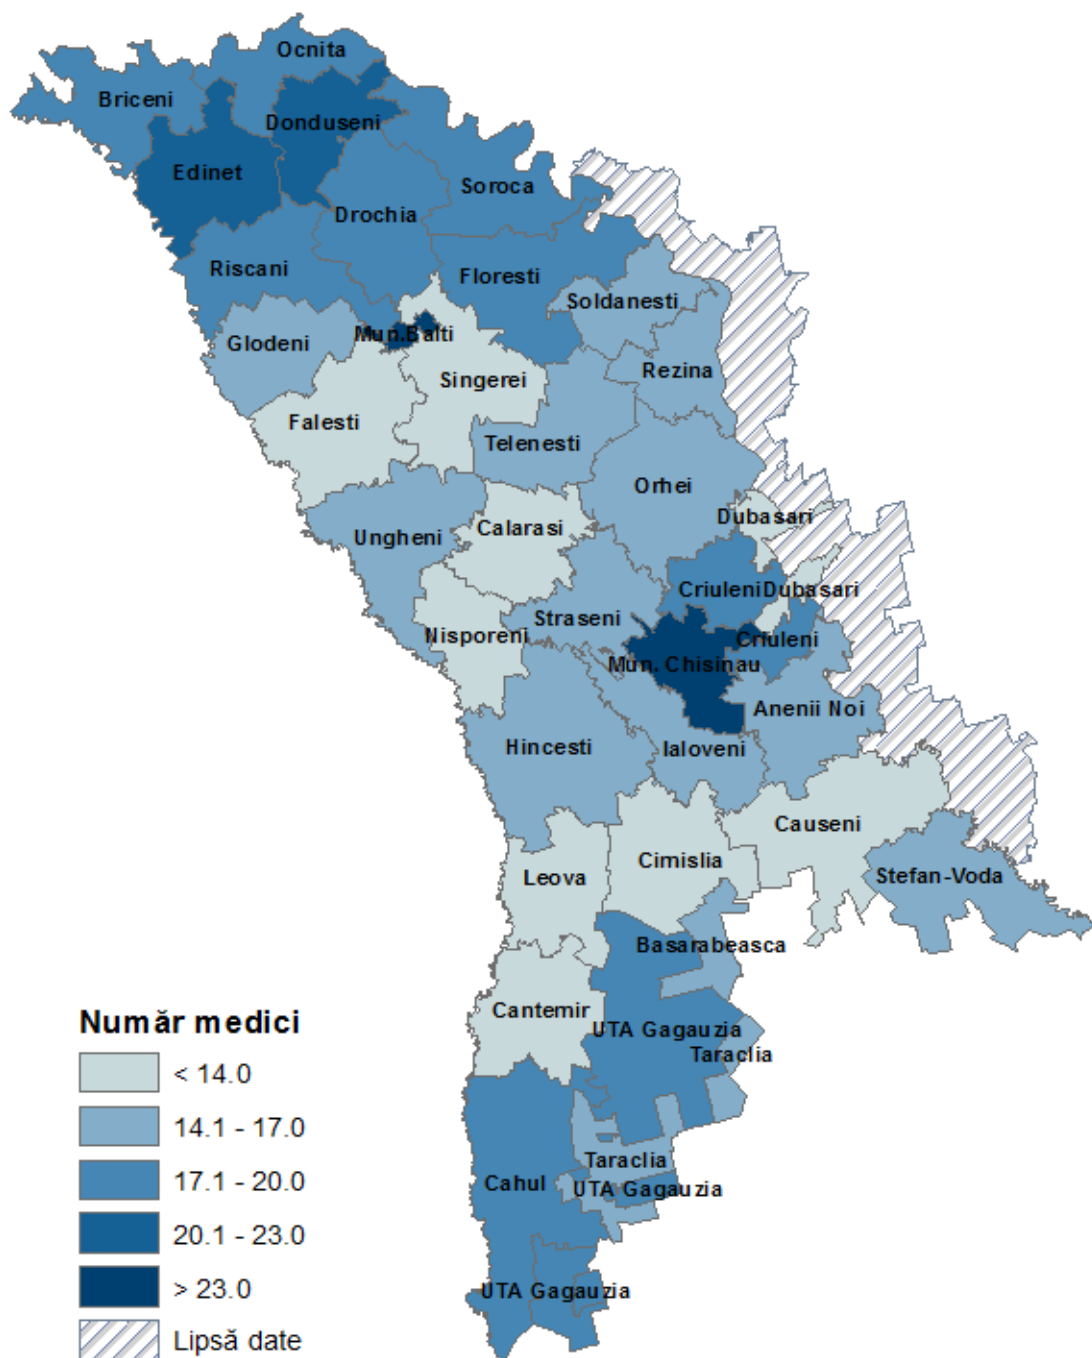 Ocnita
Briceni
Donduseni
Edinet
Soroca
Drochia
Riscani
Floresti
Soldanesti
Mun.Balti
Glodeni
Rezina
Singerei
Falesti
Telenesti
Orhei
Dubasari
Calarasi
Ungheni
Criuleni
Dubasari
Straseni
Nisporeni
Criuleni
Mun. Chisinau
Anenii Noi
Hincesti
Ialoveni
Causeni
Cimislia
Leova
Stefan-Voda
Basarabeasca
Cantemir
UTA Gagauzia
Taraclia
Taraclia
Cahul
UTA Gagauzia
UTA Gagauzia
Număr medici
< 14.0
14.1 - 17.0
17.1 - 20.0
20.1 - 23.0
> 23.0
Lipsă date